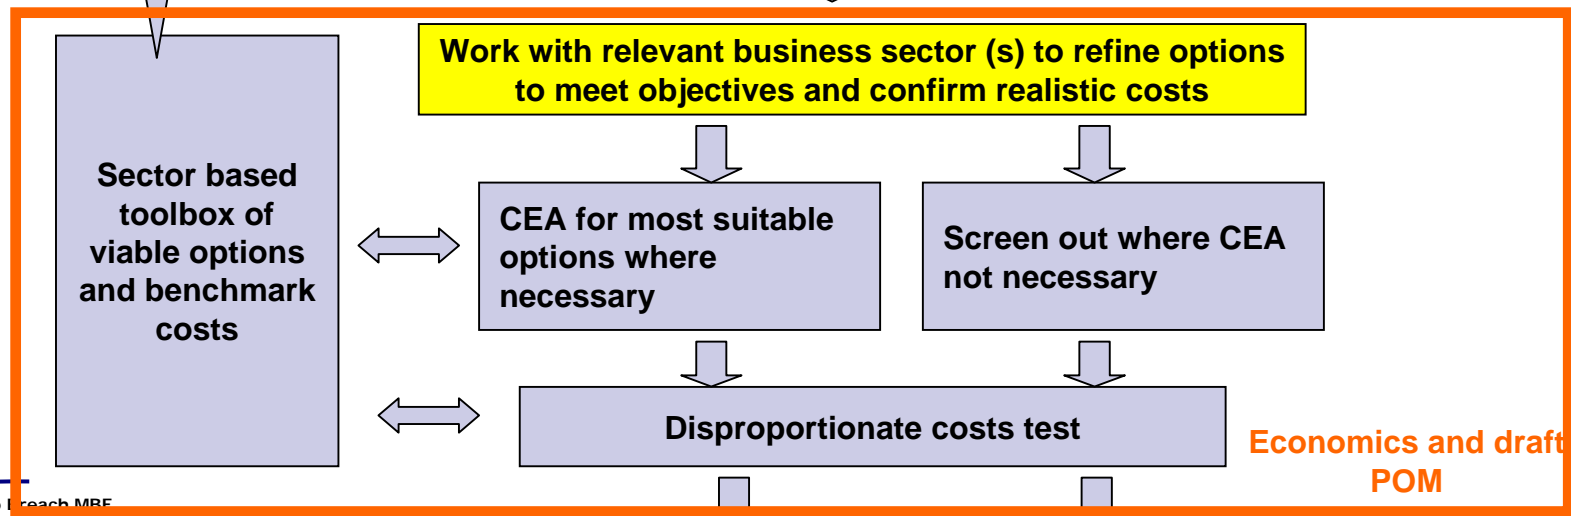 Work with relevant business sector (s) to refine options
to meet objectives and confirm realistic costs
Sector based
toolbox of
viable options
and benchmark
costs
CEA for most suitable
options where
necessary
Screen out where CEA
not necessary
Disproportionate costs test
Economics and draft
POM
Breach MBE